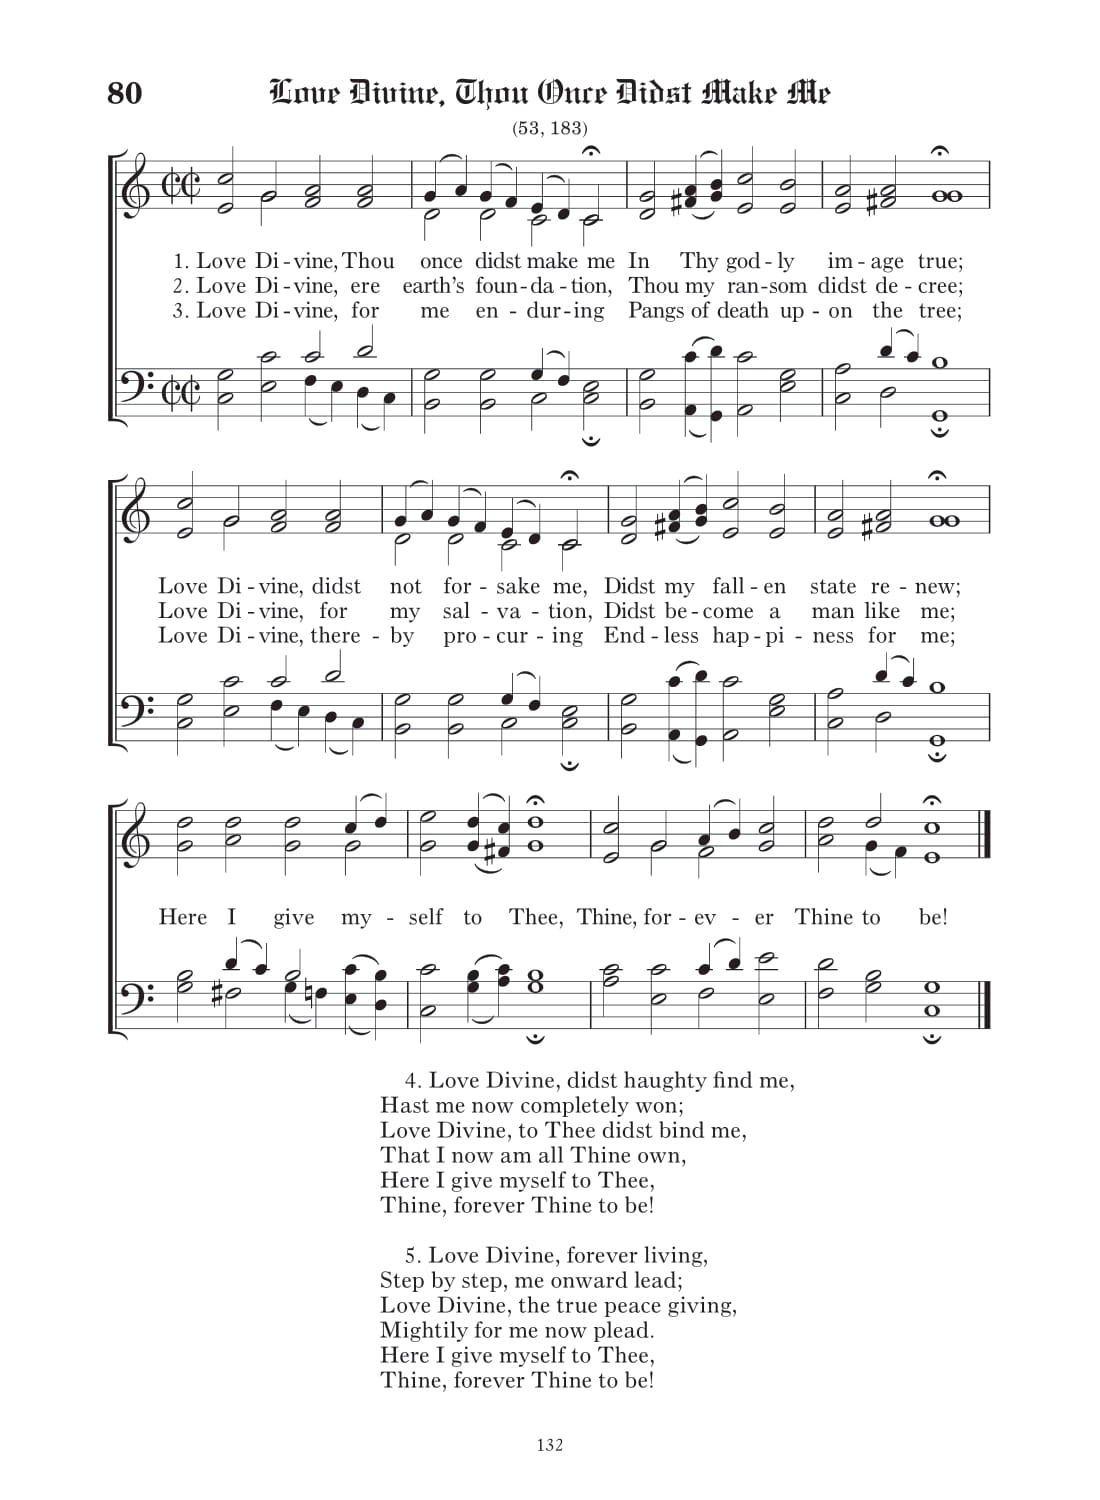 80 Love Divine, Thou Once Didst Make Me
(53, 183)
1. Love Di-vine, Thou once didst make me In Thy god-ly im-age true;
2. Love Di-vine, ere earth's foun-da-tion, Thou my ran-som didst de-cree;
3. Love Di-vine, for me en-dur-ing Pangs of death up-on the tree;
Love Di-vine, didst not for-sake me, Didst my fall-en state re-new;
Love Di-vine, for my sal-va-tion, Didst be-come a man like me;
Love Di-vine, there-by pro-cur-ing End-less hap-pi-ness for me;
Here I give my-self to Thee, Thine, for-ev-er Thine to be!
4. Love Divine, didst haughty find me,
Hast me now completely won;
Love Divine, to Thee didst bind me,
That I now am all Thine own,
Here I give myself to Thee,
Thine, forever Thine to be!
5. Love Divine, forever living,
Step by step, me onward lead;
Love Divine, the true peace giving,
Mightily for me now plead.
Here I give myself to Thee,
Thine, forever Thine to be!
132